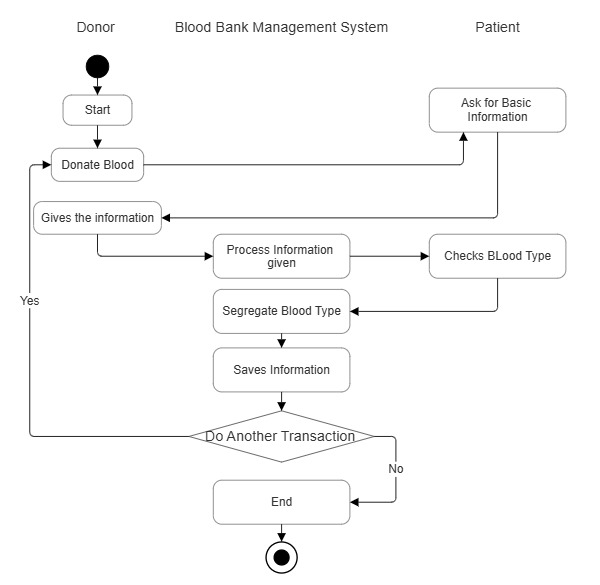 Donor
Blood Bank Management System
Patient
Start
Ask for Basic
Information
Donate Blood
Gives the information
Process Information
given
Checks BLood Type
Yes
Segregate Blood Type
Saves Information
Do Another Transaction
No
End